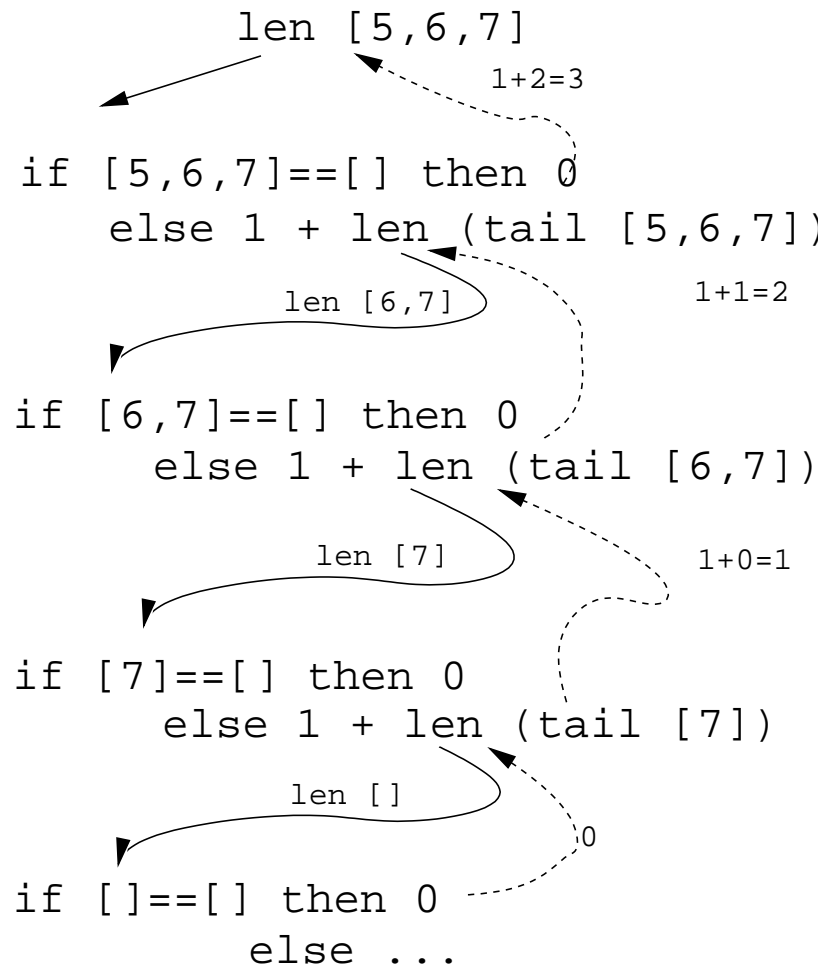 len [5,6,7]
1+2=3
if [5,6,7]==[] then 0
else 1 + len (tail [5,6,7])
len [6,7]
1+1=2
if [6,7]==[] then 0
else 1 + len (tail [6,7])
len [7]
1+0=1
if [7]==[] then 0
else 1 + len (tail [7])
len []
0
if []==[] then 0
else ...